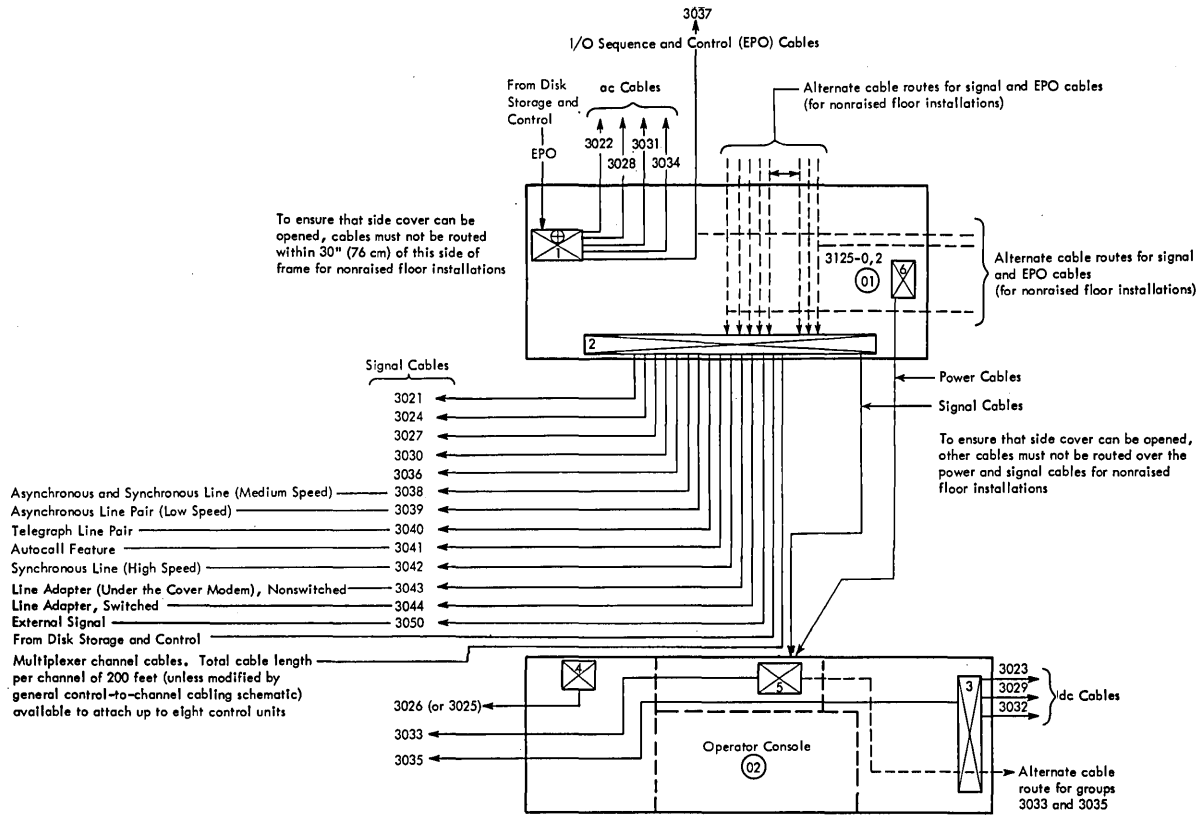 3037
I/O Sequence and Control (EPO) Cables
From Disk
Storage and
Control
ac Cables
Alternate cable routes for signal and EPO cables
(for nonraised floor installations)
EPO
3022
3028
3031
3034
To ensure that side cover can be
opened, cables must not be routed
within 30" (76 cm) of this side of
frame for nonraised floor installations
1
3125-0,2
01
6
Alternate cable routes for signal
and EPO cables
(for nonraised floor installations)
2
Signal Cables
Power Cables
Signal Cables
To ensure that side cover can be opened,
other cables must not be routed over the
power and signal cables for nonraised
floor installations
3021
3024
3027
3030
3036
Asynchronous and Synchronous Line (Medium Speed) 3038
Asynchronous Line Pair (Low Speed) 3039
Telegraph Line Pair 3040
Autocall Feature 3041
Synchronous Line (High Speed) 3042
Line Adapter (Under the Cover Modem), Nonswitched 3043
Line Adapter, Switched 3044
External Signal 3050
From Disk Storage and Control
Multiplexer channel cables. Total cable length
per channel of 200 feet (unless modified by
general control-to-channel cabling schematic)
available to attach up to eight control units
4
5
3
3023
3029
3032
dc Cables
3026 (or 3025)
3033
3035
Operator Console
02
Alternate cable
route for groups
3033 and 3035